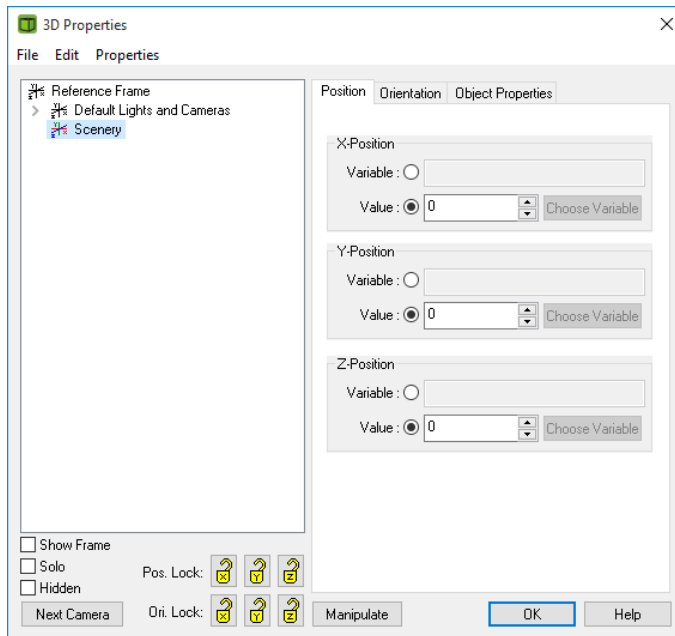 3D Properties
File Edit Properties
Reference Frame
Default Lights and Cameras
Scenery
Position Orientation Object Properties
X-Position
Variable :
Value : 0 Choose Variable
Y-Position
Variable :
Value : 0 Choose Variable
Z-Position
Variable :
Value : 0 Choose Variable
Show Frame
Solo
Hidden
Pos. Lock: X Y Z
Next Camera
Ori. Lock: X Y Z
Manipulate OK Help